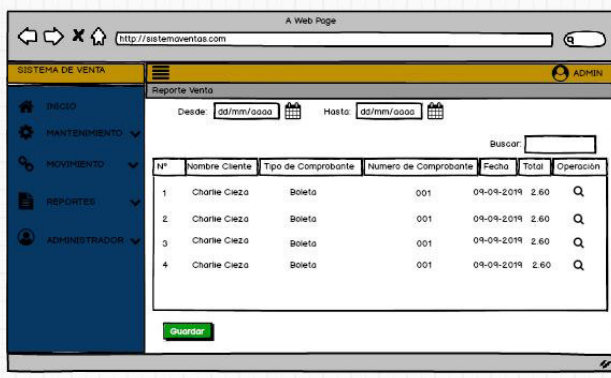 A Web Page
http://sistemaventas.com
SISTEMA DE VENTA
ADMIN
Reporte Venta
INICIO
MANTENIMIENTO
MOVIMIENTO
REPORTES
ADMINISTRADOR
Desde: dd/mm/aaaa Hasta: dd/mm/aaaa
Buscar:
N° Nombre Cliente Tipo de Comprobante Numero de Comprobante Fecha Total Operación
1 Charlie Cieza Boleta 001 09-09-2019 2.60
2 Charlie Cieza Boleta 001 09-09-2019 2.60
3 Charlie Cieza Boleta 001 09-09-2019 2.60
4 Charlie Cieza Boleta 001 09-09-2019 2.60
Guardar